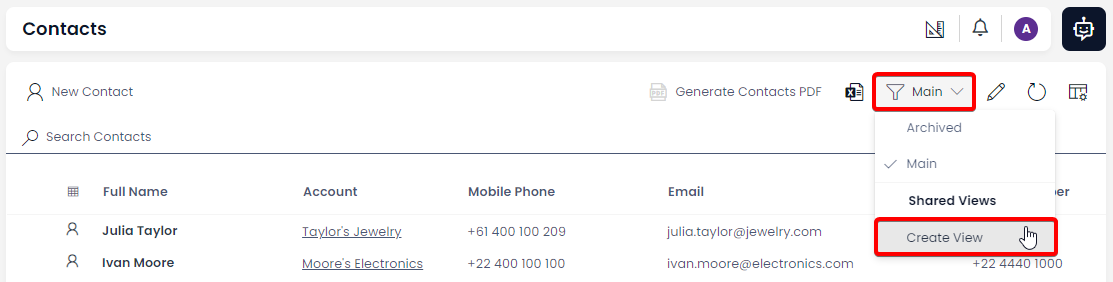 Contacts
A
New Contact
PDF
Generate Contacts PDF
Main
Search Contacts
Archived
Main
Shared Views
Create View
Full Name
Account
Mobile Phone
Email
Julia Taylor
Taylor's Jewelry
+61 400 100 209
julia.taylor@jewelry.com
Ivan Moore
Moore's Electronics
+22 400 100 100
ivan.moore@electronics.com
+22 4440 1000